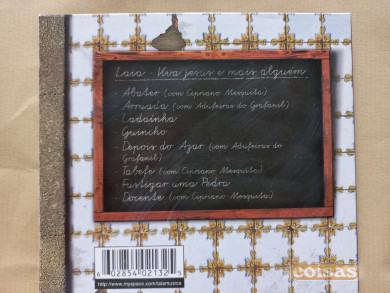 Laia - Viva Jesus e mais alguém
· Abater (com Cipriano Mesquita)
· Arruada (com Adufeiras do Grafanil)
· Ladainha
· Guincho
· Depois do Azar (com Adufeiras do
Grafanil)
· Tabefe (com Cipriano Mesquita)
· Fustigar uma Pedra
· Docente (com Cipriano Mesquita)
6 02854 02132 5
http://www.myspace.com/laiamusica
coisas